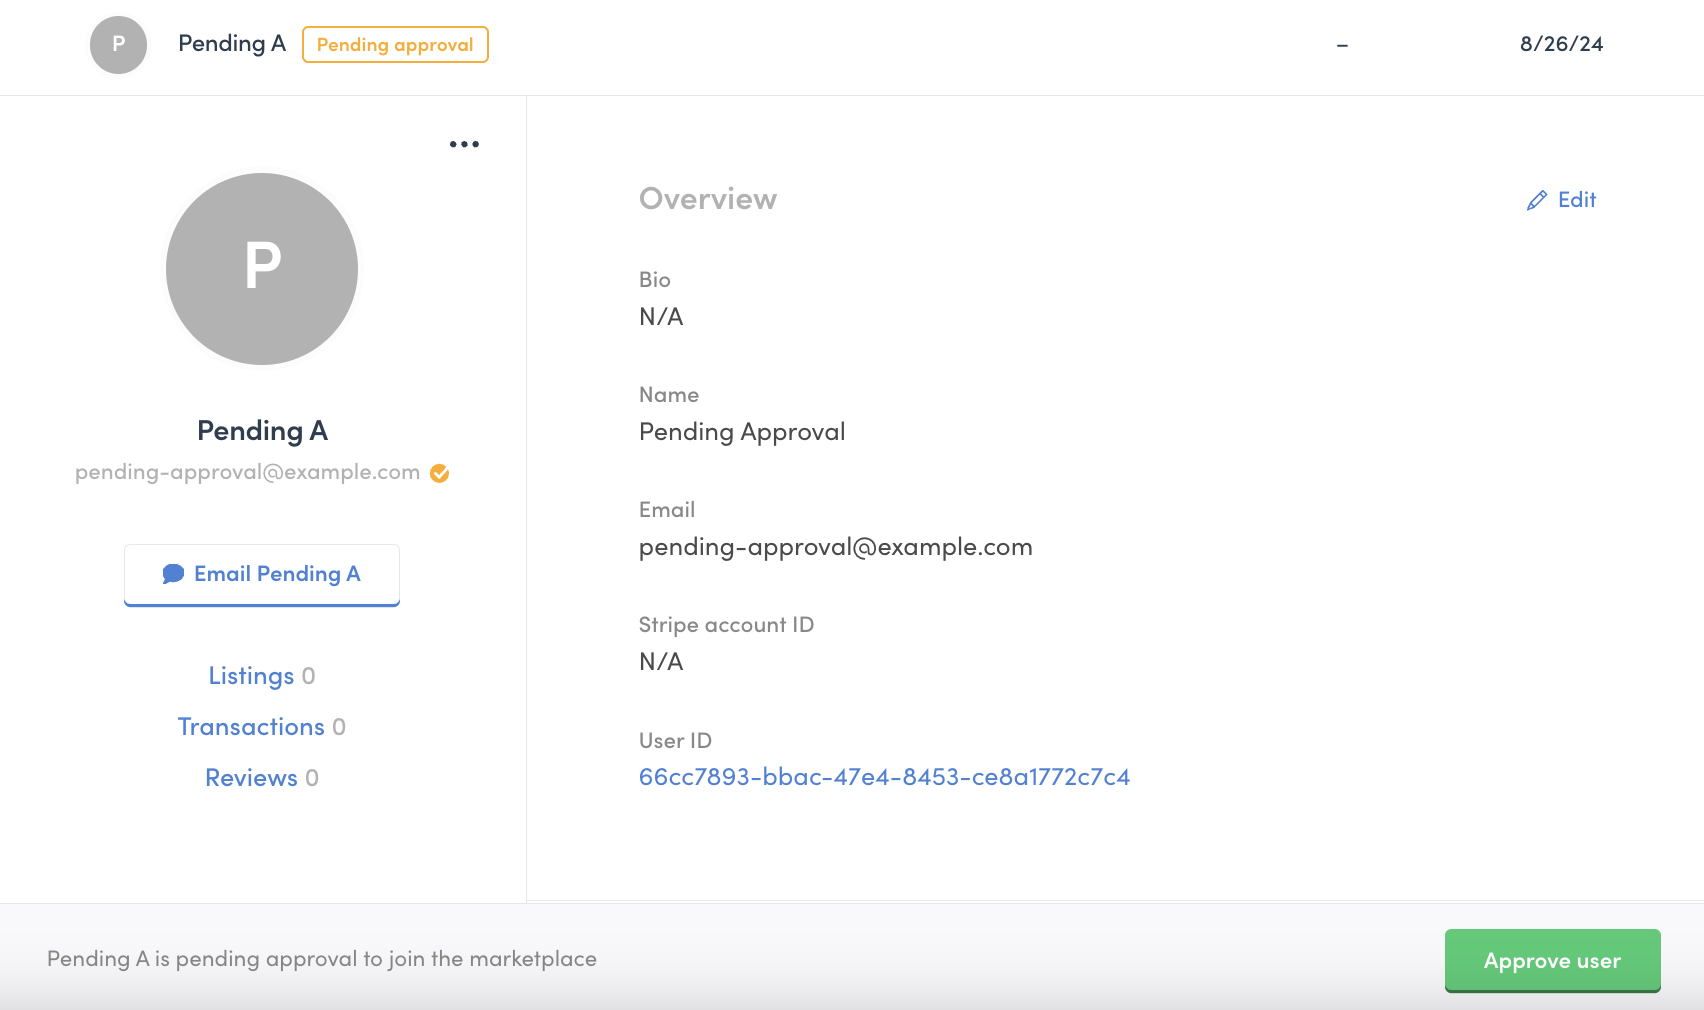 P Pending A Pending approval – 8/26/24
P
Pending A
pending-approval@example.com
Email Pending A
Listings 0
Transactions 0
Reviews 0
Overview Edit
Bio
N/A
Name
Pending Approval
Email
pending-approval@example.com
Stripe account ID
N/A
User ID
66cc7893-bbac-47e4-8453-ce8a1772c7c4
Pending A is pending approval to join the marketplace
Approve user